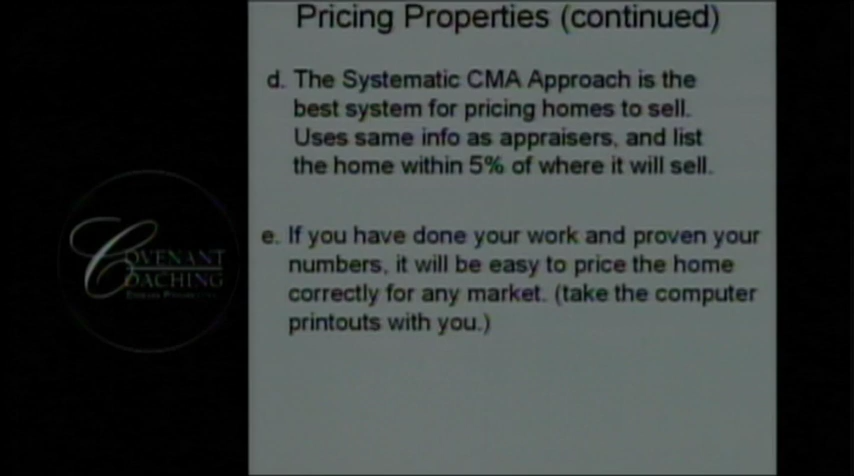 Pricing Properties (continued)
d. The Systematic CMA Approach is the
best system for pricing homes to sell.
Uses same info as appraisers, and list
the home within 5% of where it will sell.
e. If you have done your work and proven your
numbers, it will be easy to price the home
correctly for any market. (take the computer
printouts with you.)
COVENANT
COACHING